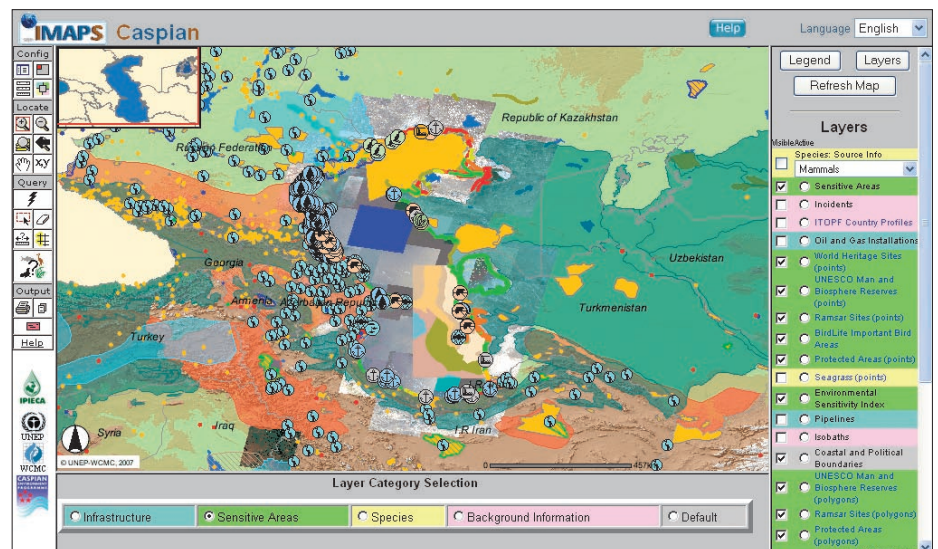 IMAPS Caspian
Help
Language English
Config
Locate
x,y
Query
Output
Help
IPIECA
UNEP
WCMC
CASPIAN
Republic of Kazakhstan
Federation
Georgia
Armenia
Uzbekistan
Turkmenistan
Turkey
Syria
Iraq
I.R Iran
© UNEP-WCMC, 2007
0
Legend
Layers
Refresh Map
Layers
Visible Active
Species: Source Info
Mammals
Sensitive Areas
Incidents
ITOPF Country Profiles
Oil and Gas Installations
World Heritage Sites
(points)
UNESCO Man and
Biosphere Reserves
(points)
Ramsar Sites (points)
BirdLife Important Bird
Areas
Protected Areas (points)
Seagrass (points)
Environmental
Sensitivity Index
Pipelines
Isobaths
Coastal and Political
Boundaries
UNESCO Man and
Biosphere Reserves
(polygons)
Ramsar Sites (polygons)
Protected Areas
(polygons)
Layer Category Selection
Infrastructure
Sensitive Areas
Species
Background Information
Default